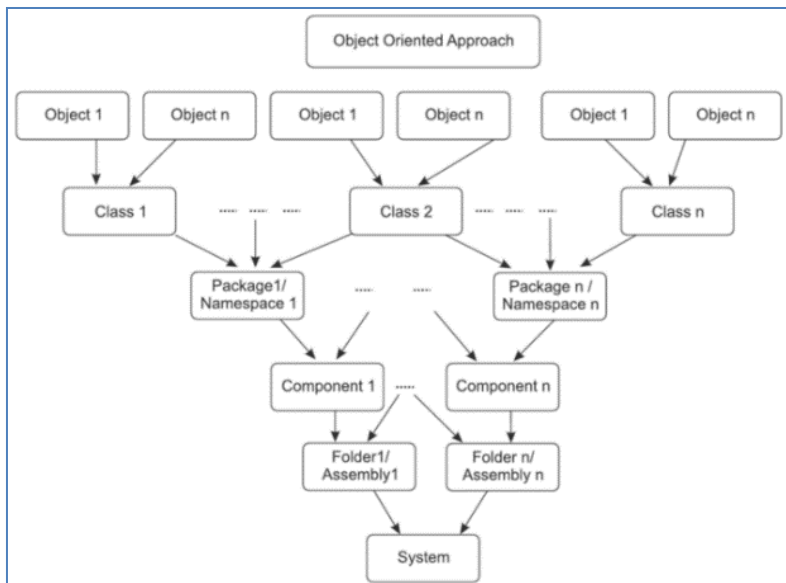 Object Oriented Approach
Object 1
Object n
Object 1
Object n
Object 1
Object n
Class 1
..... ..... .....
Class 2
..... ..... .....
Class n
Package1/
Namespace 1
.....
.....
Package n /
Namespace n
Component 1
.....
Component n
Folder1/
Assembly1
Folder n/
Assembly n
System